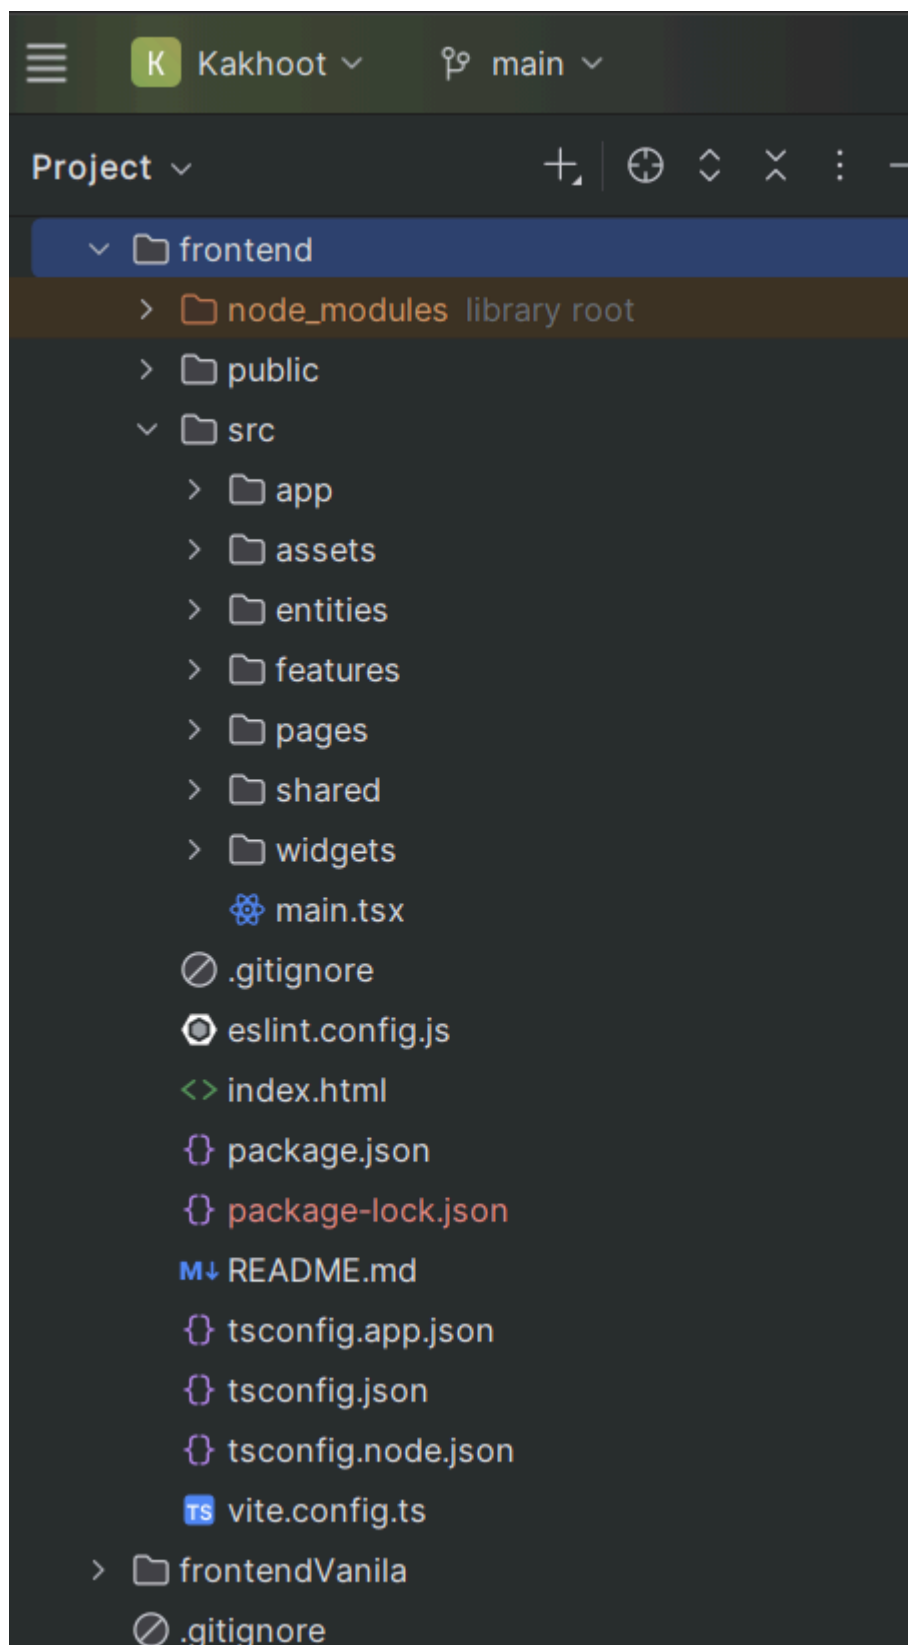 K Kakhoot main
Project
frontend
node_modules library root
public
src
app
assets
entities
features
pages
shared
widgets
main.tsx
.gitignore
eslint.config.js
<> index.html
{} package.json
{} package-lock.json
M↓ README.md
{} tsconfig.app.json
{} tsconfig.json
{} tsconfig.node.json
TS vite.config.ts
frontendVanila
.gitignore